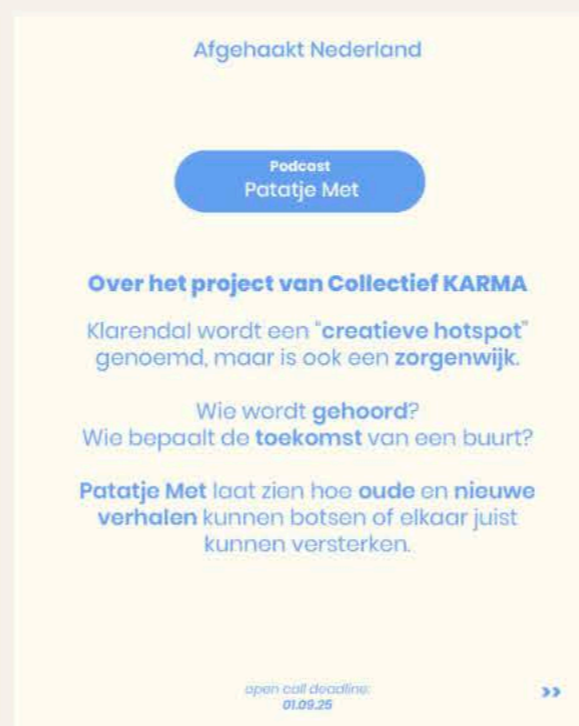 Afgehaakt Nederland
Podcast
Patatje Met
Over het project van Collectief KARMA
Klarendal wordt een “creatieve hotspot”
genoemd, maar is ook een zorgenwijk.
Wie wordt gehoord?
Wie bepaalt de toekomst van een buurt?
Patatje Met laat zien hoe oude en nieuwe
verhalen kunnen botsen of elkaar juist
kunnen versterken.
open call deadline:
01.09.25
>>